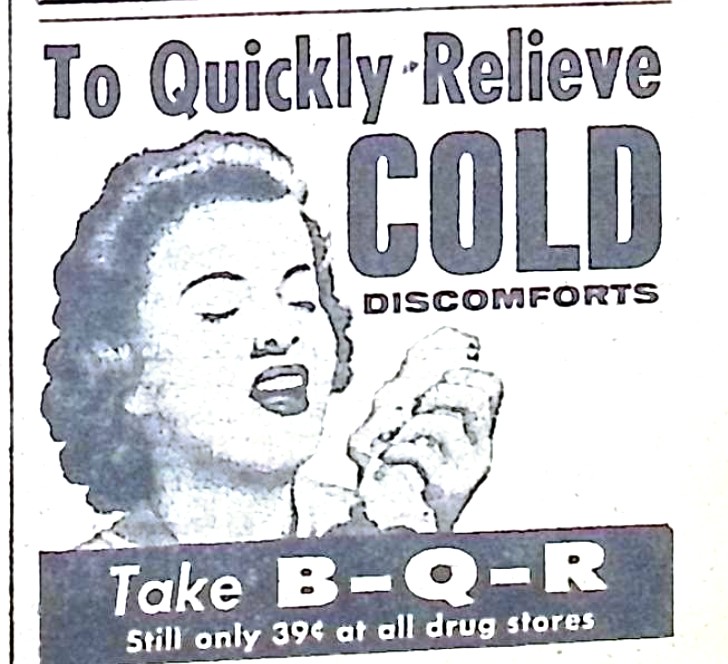 To Quickly Relieve
COLD
DISCOMFORTS
Take B-Q-R
Still only 39¢ at all drug stores